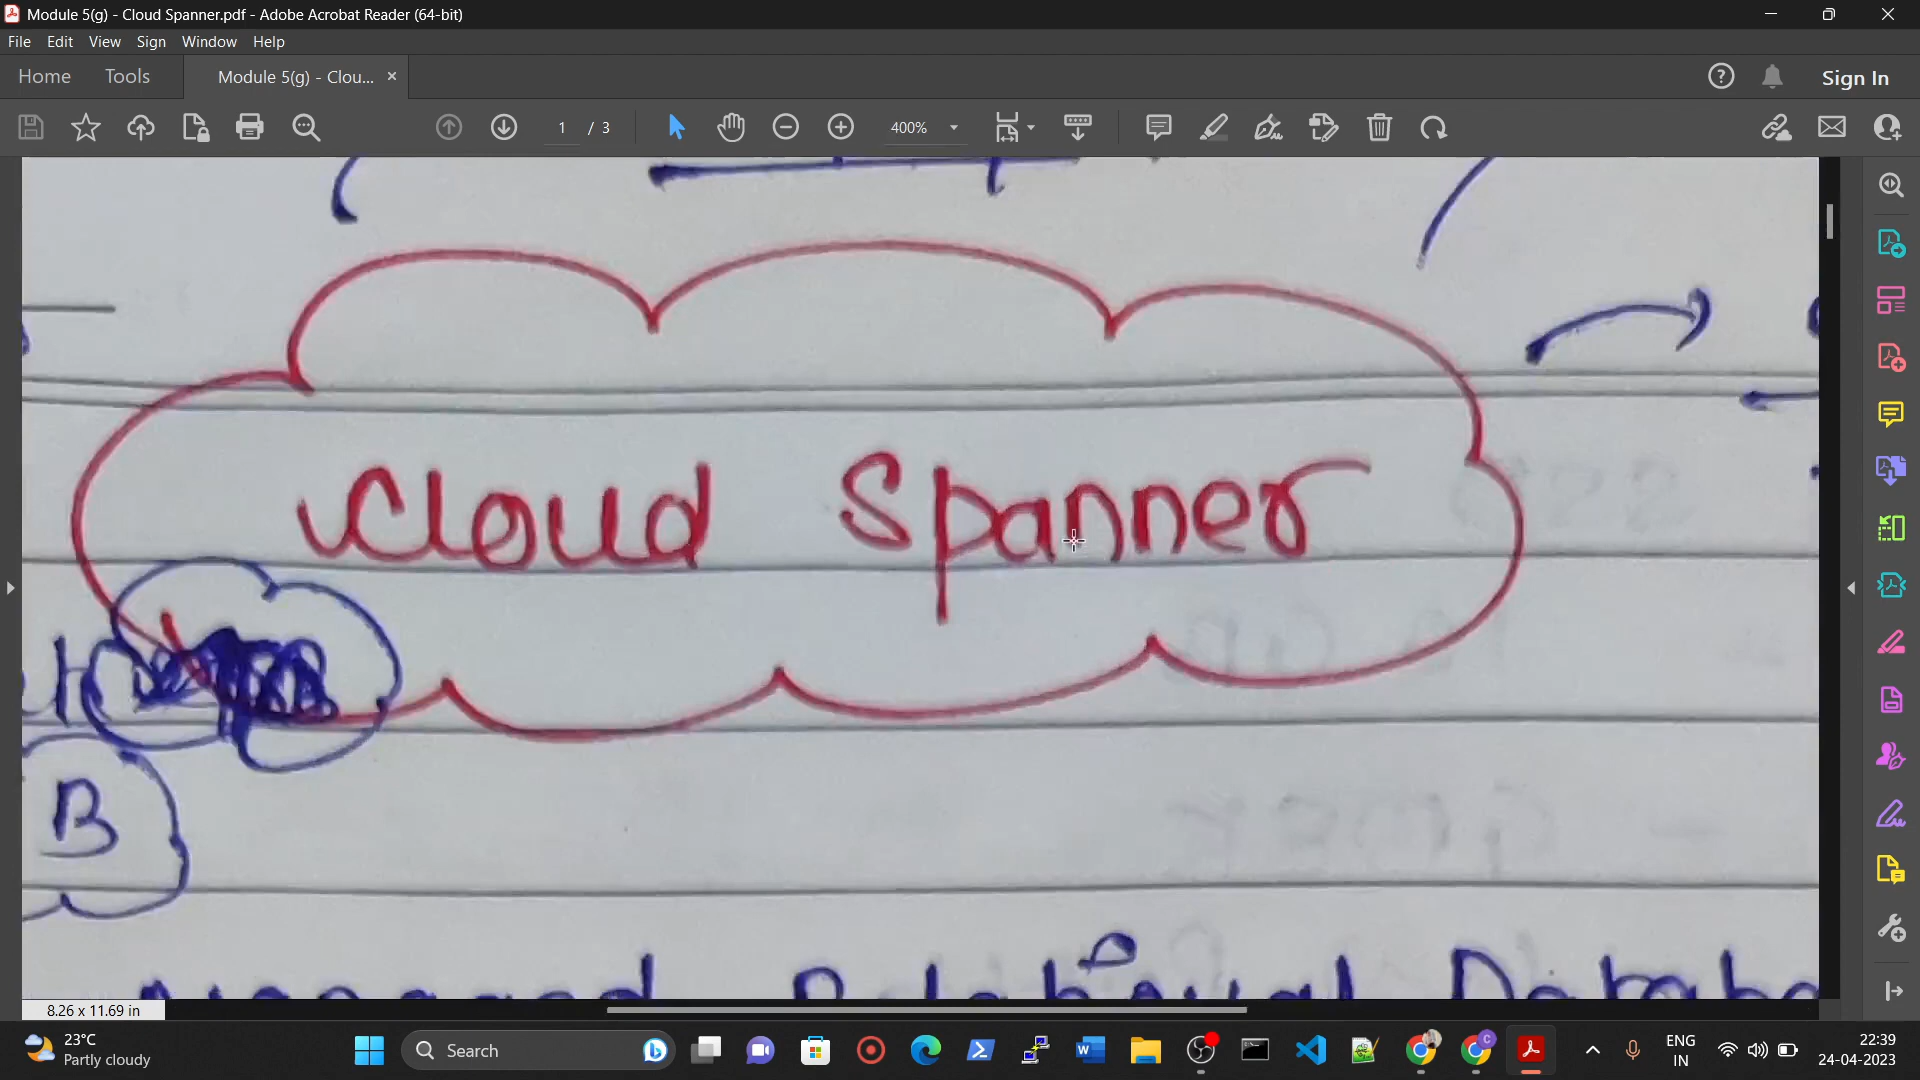 Module 5(g) - Cloud Spanner.pdf - Adobe Acrobat Reader (64-bit)
File Edit View Sign Window Help
Home Tools Module 5(g) - Clou... × Sign In
1 / 3 400%
Cloud Spanner
B
Managed Relational
8.26 x 11.69 in
23°C
Partly cloudy
Search
ENG
IN
22:39
24-04-2023